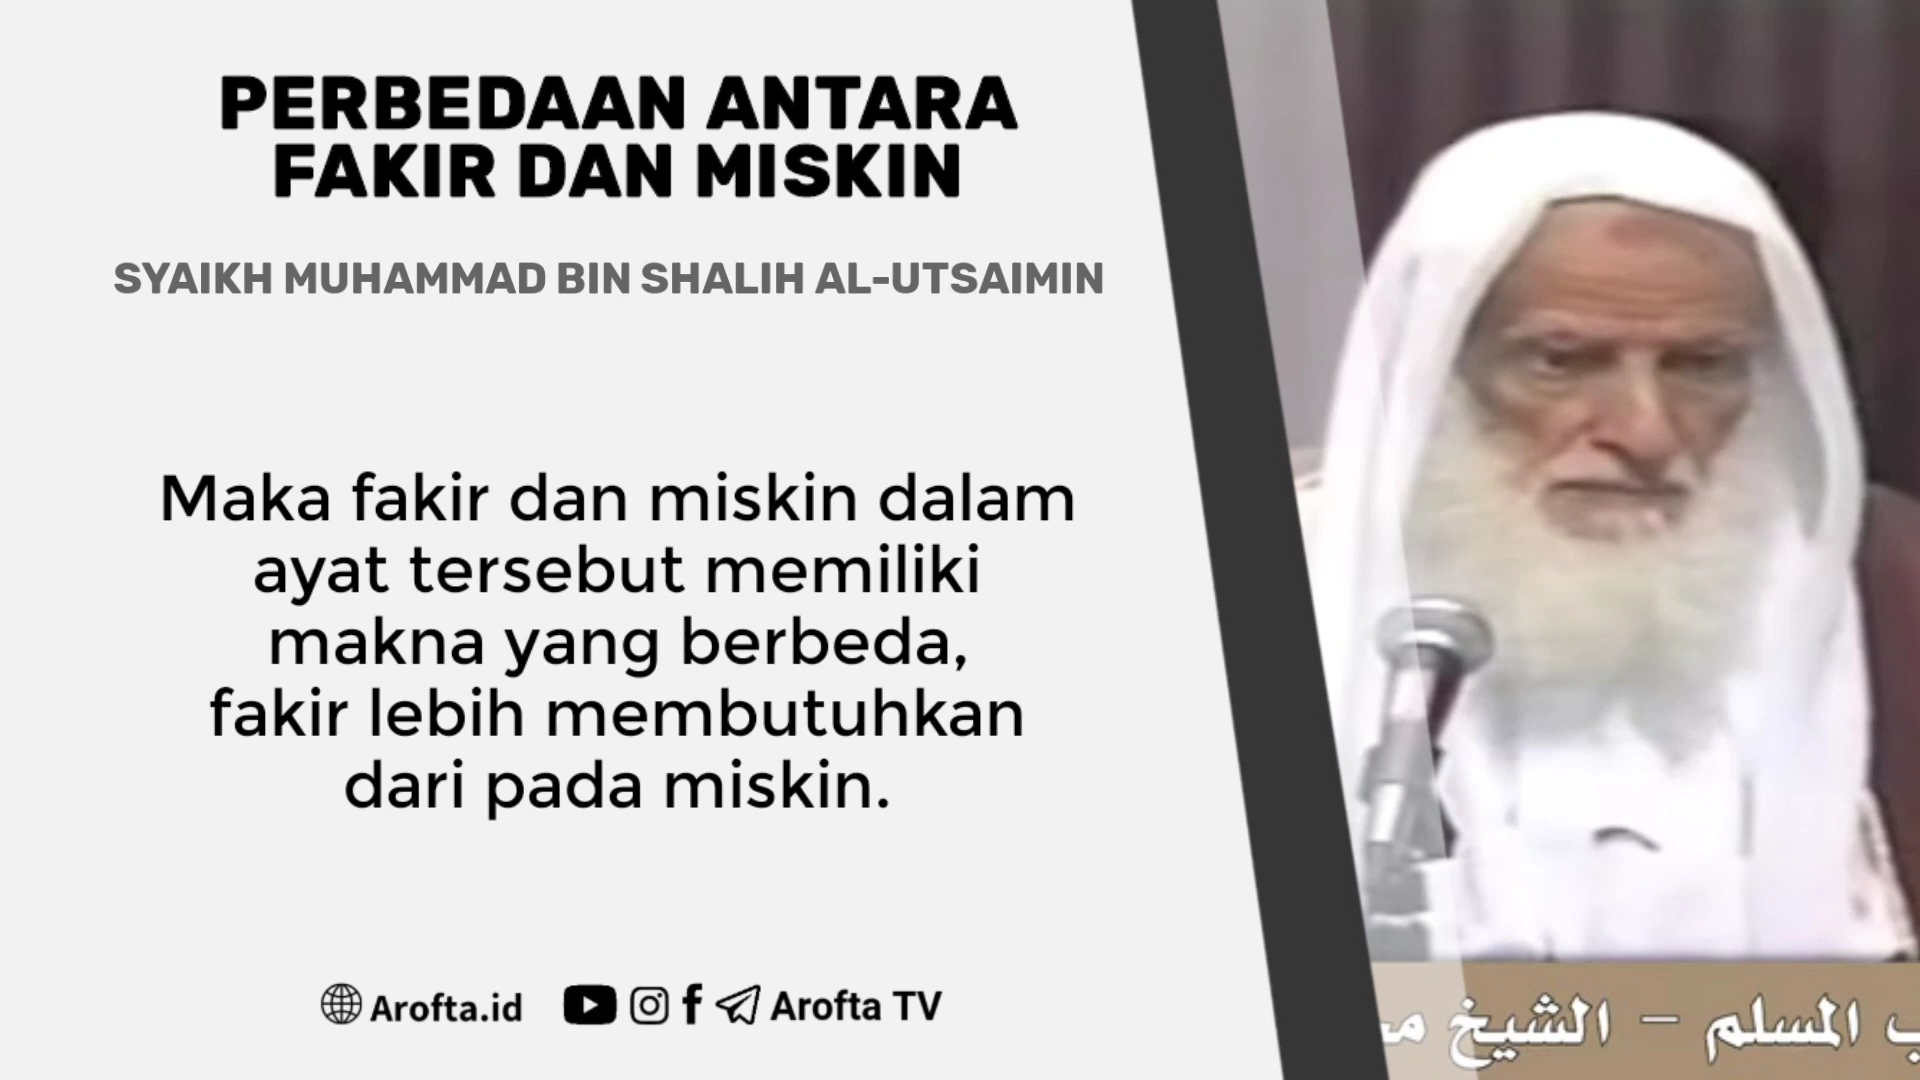 PERBEDAAN ANTARA
FAKIR DAN MISKIN
SYAIKH MUHAMMAD BIN SHALIH AL-UTSAIMIN
Maka fakir dan miskin dalam
ayat tersebut memiliki
makna yang berbeda,
fakir lebih membutuhkan
dari pada miskin.
Arofta.id Arofta TV
المسلم – الشيخ